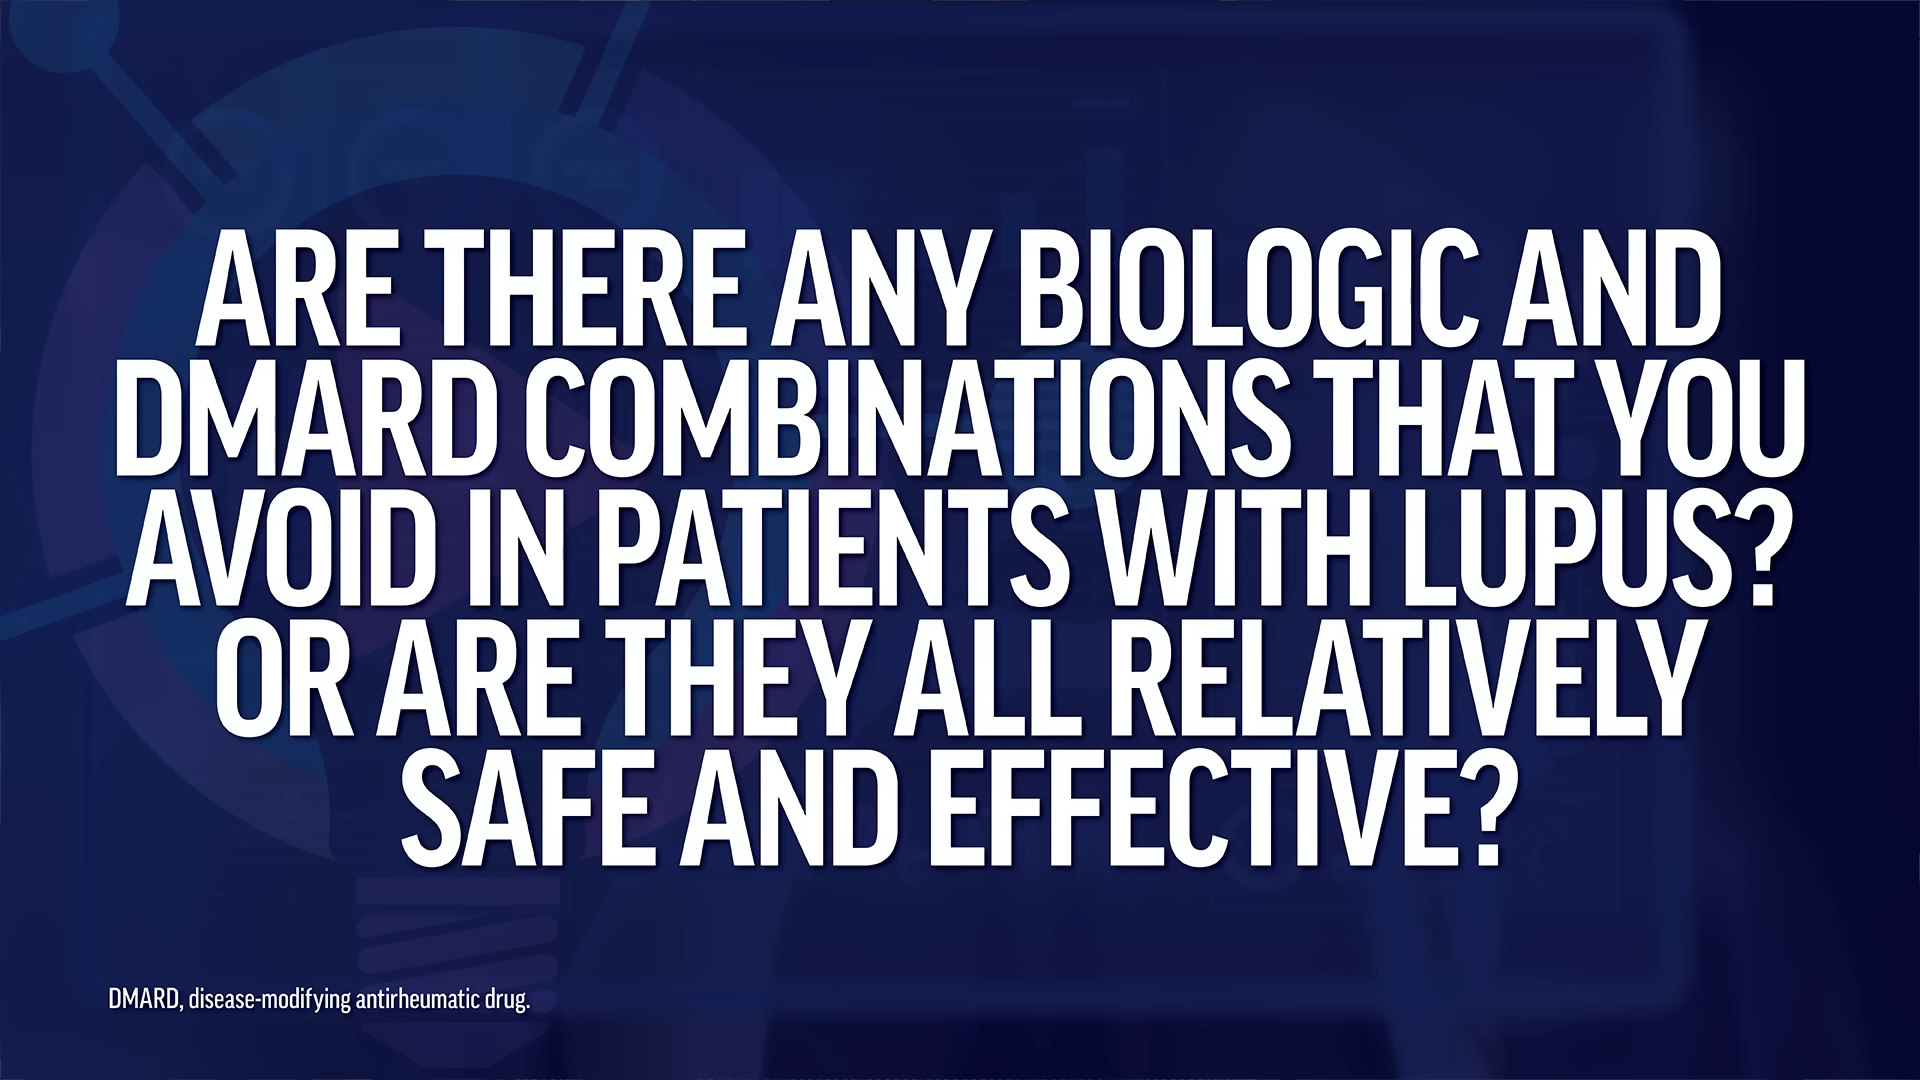 ARE THERE ANY BIOLOGIC AND
DMARD COMBINATIONS THAT YOU
AVOID IN PATIENTS WITH LUPUS?
OR ARE THEY ALL RELATIVELY
SAFE AND EFFECTIVE?
DMARD, disease-modifying antirheumatic drug.